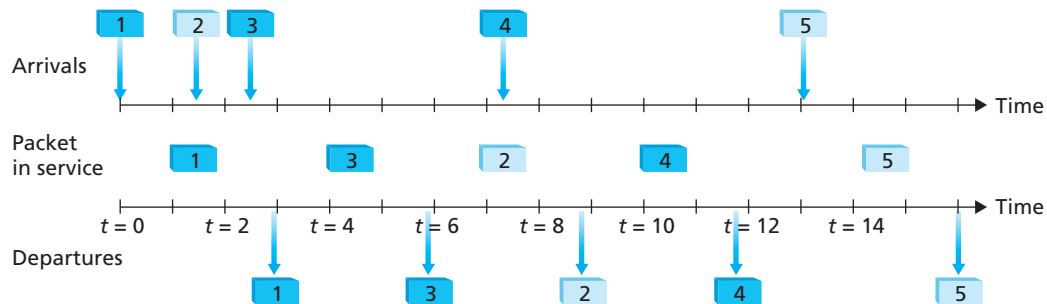 1 2 3 4 5
Arrivals
Time
Packet
in service
1 3 2 4 5
Time
t = 0 t = 2 t = 4 t = 6 t = 8 t = 10 t = 12 t = 14
Departures
1 3 2 4 5